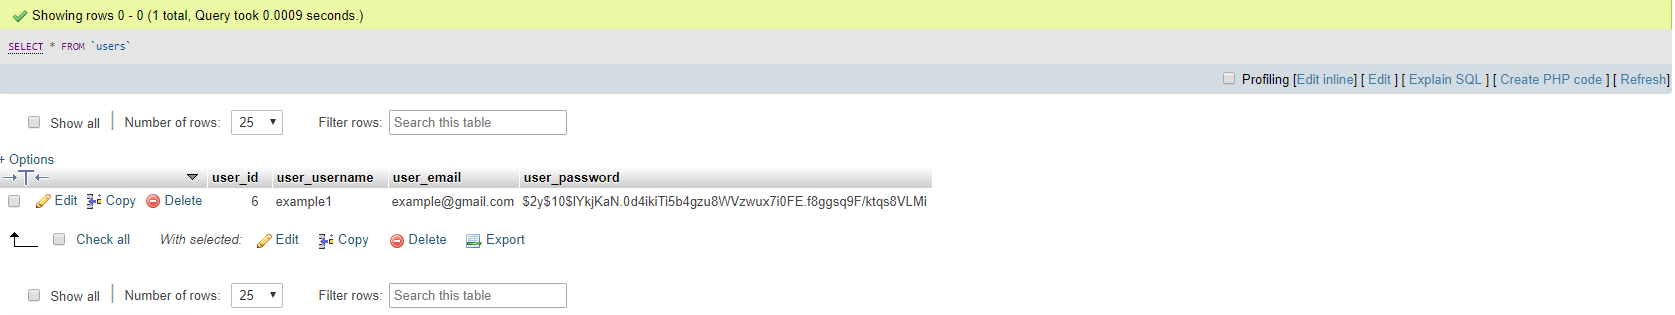 Showing rows 0 - 0 (1 total, Query took 0.0009 seconds.)
SELECT * FROM `users`
Profiling [Edit inline] [ Edit ] [ Explain SQL ] [ Create PHP code ] [ Refresh]
Show all Number of rows: 25 Filter rows: Search this table
+ Options
user_id user_username user_email user_password
Edit Copy Delete 6 example1 example@gmail.com $2y$10$lYkjKaN.0d4ikiTi5b4gzu8WVzwux7i0FE.f8ggsq9F/ktqs8VLMi
Check all With selected: Edit Copy Delete Export
Show all Number of rows: 25 Filter rows: Search this table